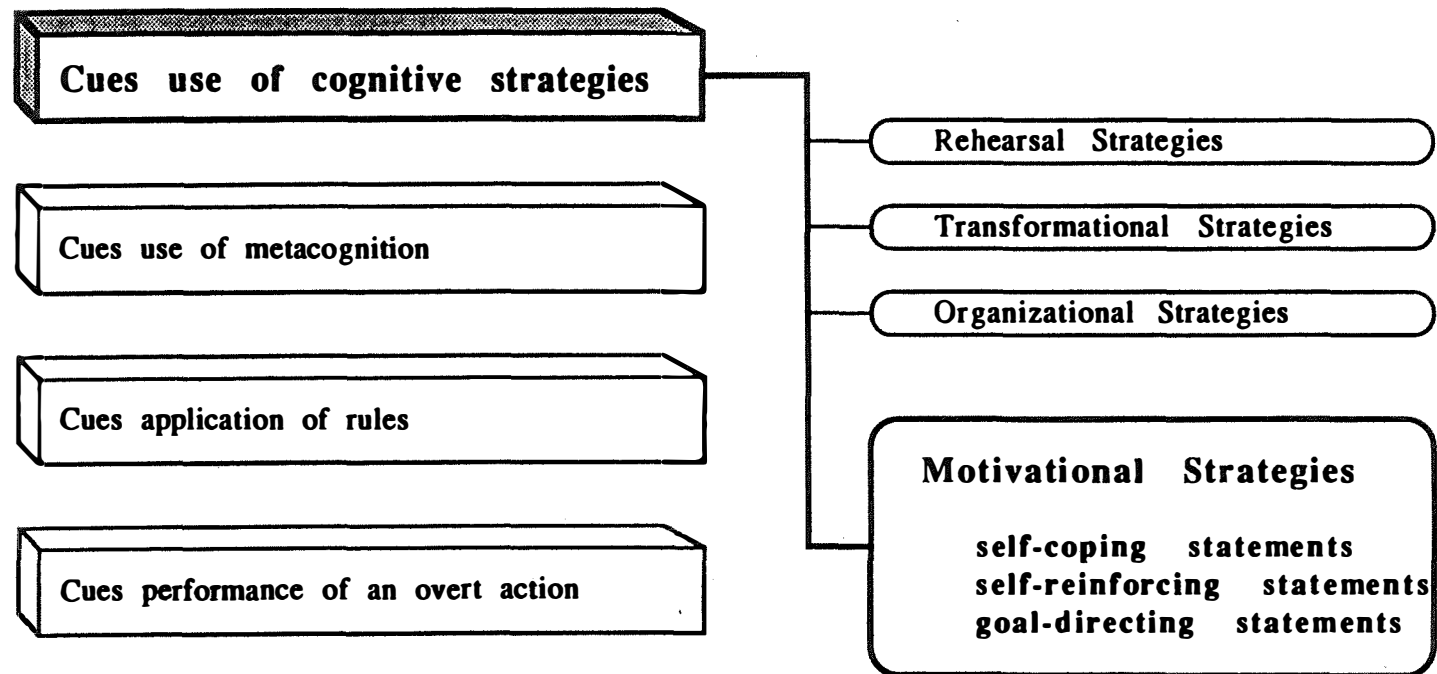 Cues use of cognitive strategies
Cues use of metacognition
Cues application of rules
Cues performance of an overt action
Rehearsal Strategies
Transformational Strategies
Organizational Strategies
Motivational Strategies
self-coping statements
self-reinforcing statements
goal-directing statements